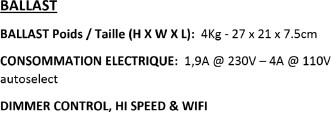 BALLAST
BALLAST Poids / Taille (H X W X L): 4Kg - 27 x 21 x 7.5cm
CONSOMMATION ELECTRIQUE: 1,9A @ 230V – 4A @ 110V
autoselect
DIMMER CONTROL, HI SPEED & WIFI